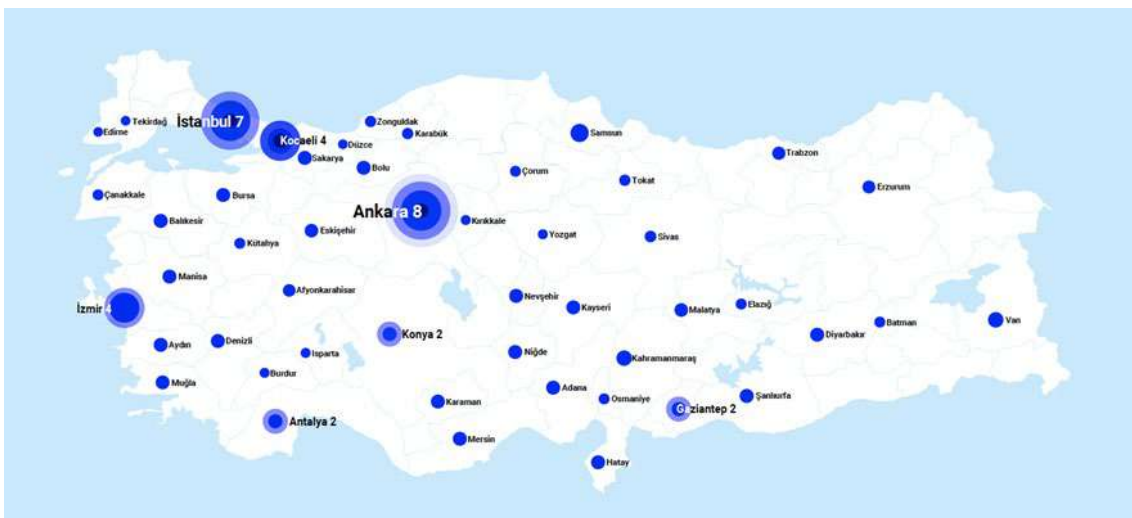 Zonguldak
Tekirdağ
İstanbul 7
Edirne
Karabük
Samsun
Kocaeli 4
Düzce
Sakarya
Trabzon
Bolu
Çorum
Tokat
Erzurum
Çanakkale
Bursa
Ankara 8
Balıkesir
Kırıkkale
Eskişehir
Yozgat
Sivas
Kütahya
Manisa
Afyonkarahisar
Nevşehir
Elazığ
İzmir 4
Kayseri
Malatya
Van
Batman
Konya 2
Diyarbakır
Denizli
Aydın
Isparta
Niğde
Kahramanmaraş
Burdur
Muğla
Adana
Şanlıurfa
Osmaniye
Karaman
Gaziantep 2
Antalya 2
Mersin
Hatay